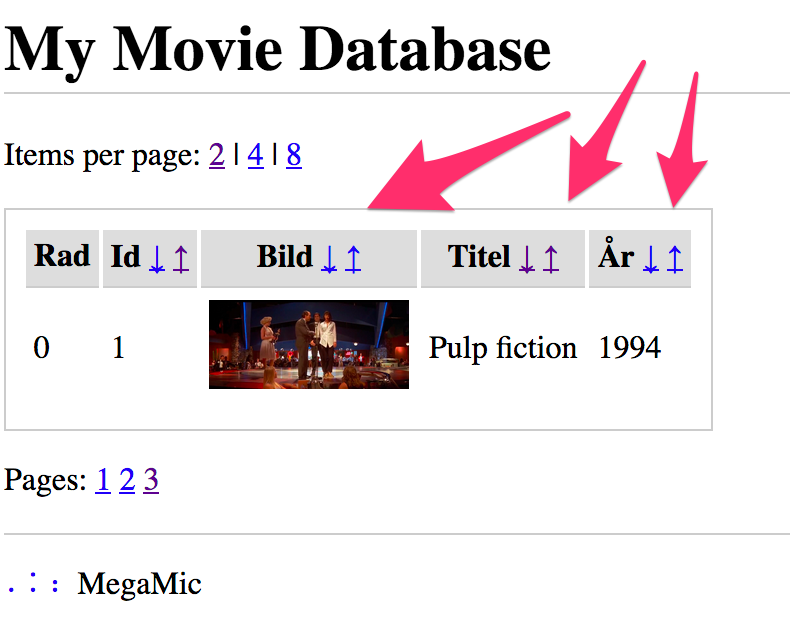 My Movie Database
Items per page: 2 | 4 | 8
Rad Id ↓ ↑ Bild ↓ ↑ Titel ↓ ↑ År ↓ ↑
0 1 Pulp fiction 1994
Pages: 1 2 3
. ⁚ : MegaMic